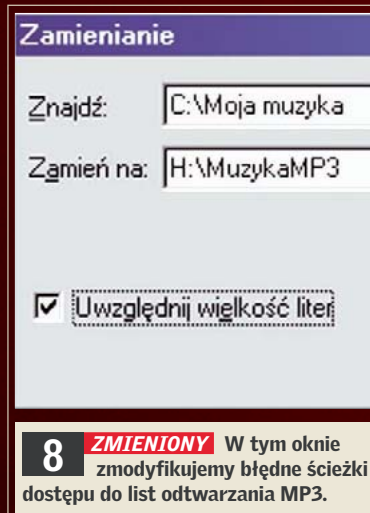 Zamienianie
Znajdź: C:\Moja muzyka
Zamień na: H:\MuzykaMP3
Uwzględnij wielkość liter
8 ZMIENIONY W tym oknie
zmodyfikujemy błędne ścieżki
dostępu do list odtwarzania MP3.